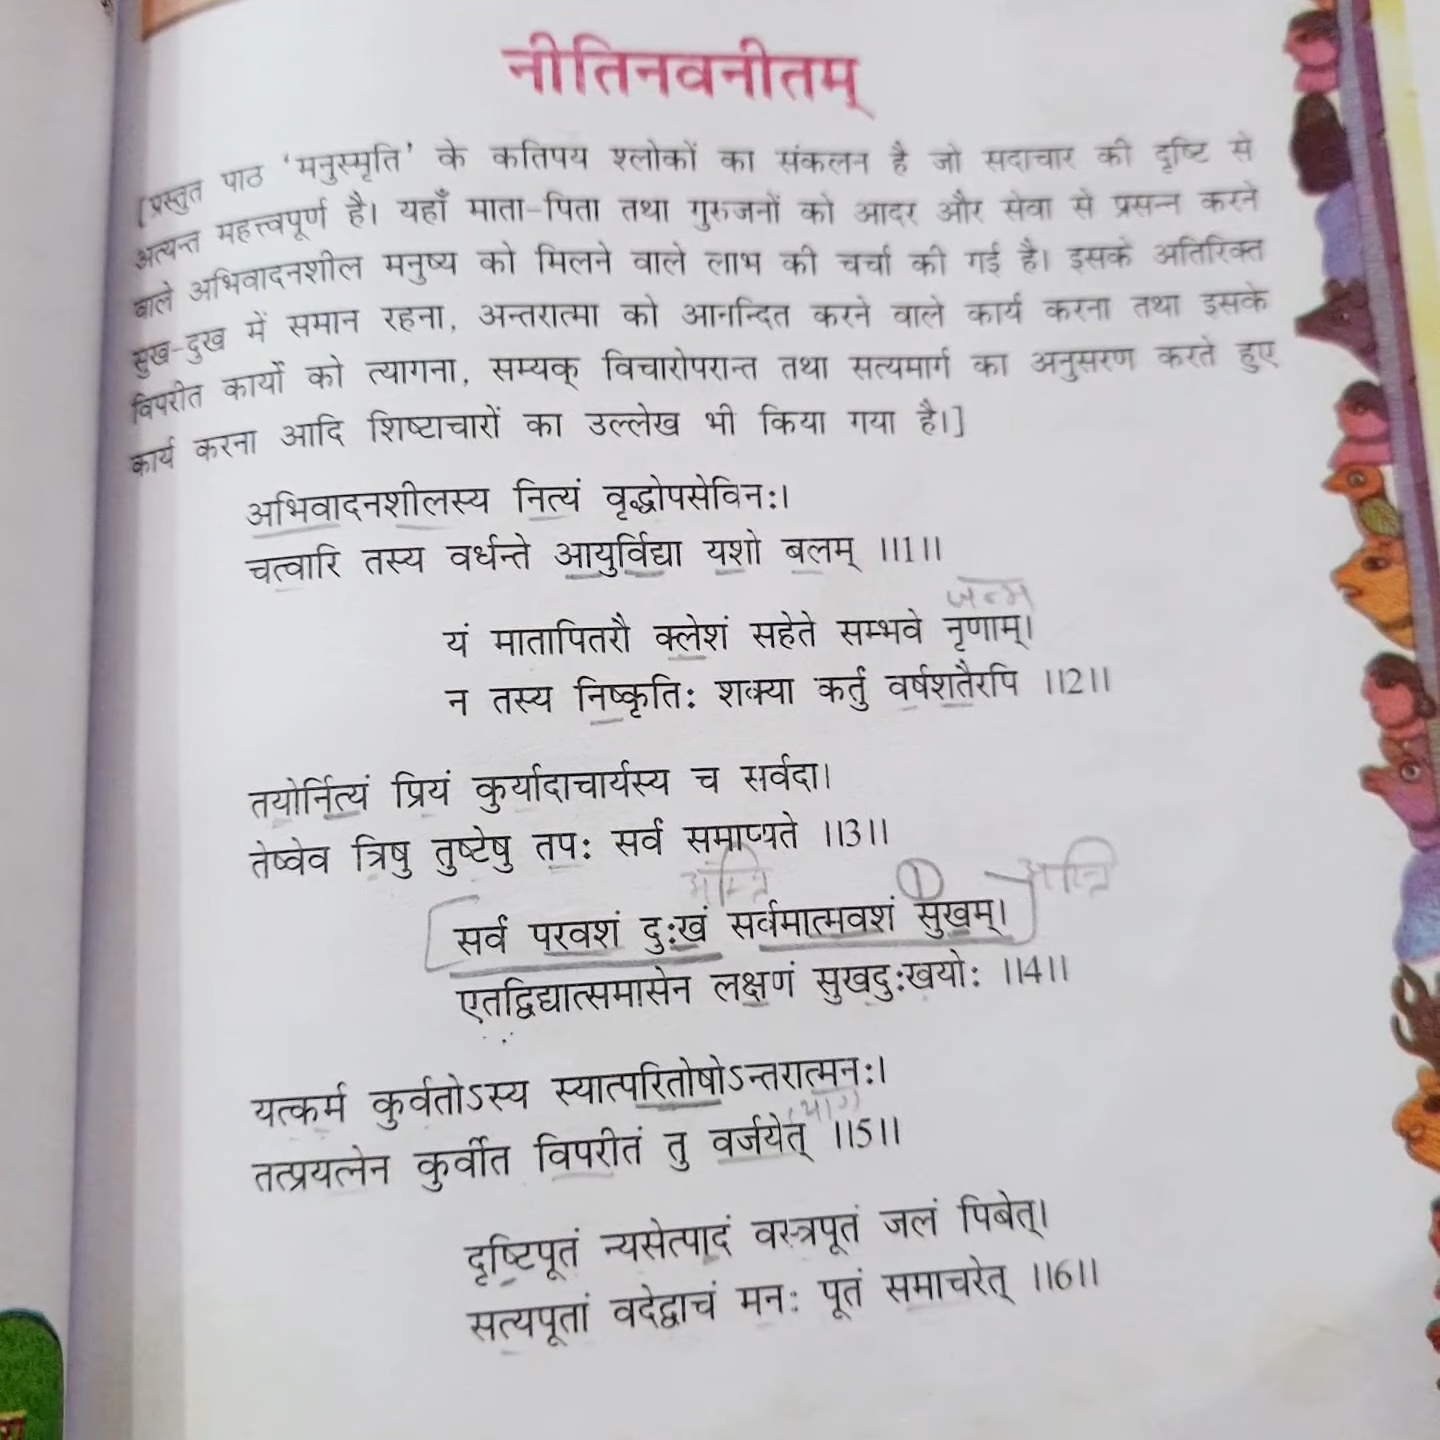 नीतिनवनीतम्
[प्रस्तुत पाठ 'मनुस्मृति' के कतिपय श्लोकों का संकलन है जो सदाचार की दृष्टि से
अत्यन्त महत्त्वपूर्ण है। यहाँ माता-पिता तथा गुरुजनों को आदर और सेवा से प्रसन्न करने
वाले अभिवादनशील मनुष्य को मिलने वाले लाभ की चर्चा की गई है। इसके अतिरिक्त
सुख-दुख में समान रहना, अन्तरात्मा को आनन्दित करने वाले कार्य करना तथा इसके
विपरीत कार्यों को त्यागना, सम्यक् विचारोपरान्त तथा सत्यमार्ग का अनुसरण करते हुए
कार्य करना आदि शिष्टाचारों का उल्लेख भी किया गया है।]
अभिवादनशीलस्य नित्यं वृद्धोपसेविनः।
चत्वारि तस्य वर्धन्ते आयुर्विद्या यशो बलम् ।।1।।
जन्म
यं मातापितरौ क्लेशं सहेते सम्भवे नृणाम्।
न तस्य निष्कृतिः शक्या कर्तुं वर्षशतैरपि ।।2।।
तयोर्नित्यं प्रियं कुर्यादाचार्यस्य च सर्वदा।
तेष्वेव त्रिषु तुष्टेषु तपः सर्वं समाप्यते ।।3।।
1
सर्वं परवशं दुःखं सर्वमात्मवशं सुखम्।
एतद्विद्यात्समासेन लक्षणं सुखदुःखयोः ।।4।।
यत्कर्म कुर्वतोऽस्य स्यात्परितोषोऽन्तरात्मनः।
तत्प्रयत्नेन कुर्वीत विपरीतं तु वर्जयेत् ।।5।।
दृष्टिपूतं न्यसेत्पादं वस्त्रपूतं जलं पिबेत्।
सत्यपूतां वदेद्वाचं मनः पूतं समाचरेत् ।।6।।